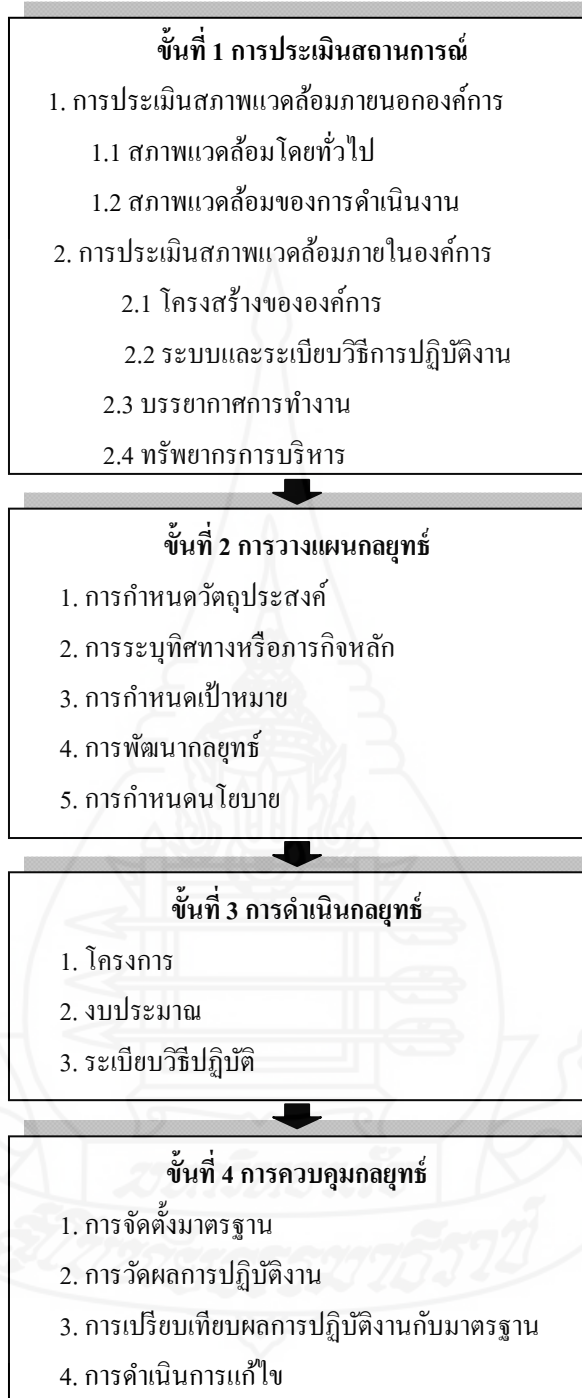 ขั้นที่ 1 การประเมินสถานการณ์
1. การประเมินสภาพแวดล้อมภายนอกองค์การ
1.1 สภาพแวดล้อมโดยทั่วไป
1.2 สภาพแวดล้อมของการดำเนินงาน
2. การประเมินสภาพแวดล้อมภายในองค์การ
2.1 โครงสร้างขององค์การ
2.2 ระบบและระเบียบวิธีการปฏิบัติงาน
2.3 บรรยากาศการทำงาน
2.4 ทรัพยากรการบริหาร
ขั้นที่ 2 การวางแผนกลยุทธ์
1. การกำหนดวัตถุประสงค์
2. การระบุทิศทางหรือภารกิจหลัก
3. การกำหนดเป้าหมาย
4. การพัฒนากลยุทธ์
5. การกำหนดนโยบาย
ขั้นที่ 3 การดำเนินกลยุทธ์
1. โครงการ
2. งบประมาณ
3. ระเบียบวิธีปฏิบัติ
ขั้นที่ 4 การควบคุมกลยุทธ์
1. การจัดตั้งมาตรฐาน
2. การวัดผลการปฏิบัติงาน
3. การเปรียบเทียบผลการปฏิบัติงานกับมาตรฐาน
4. การดำเนินการแก้ไข